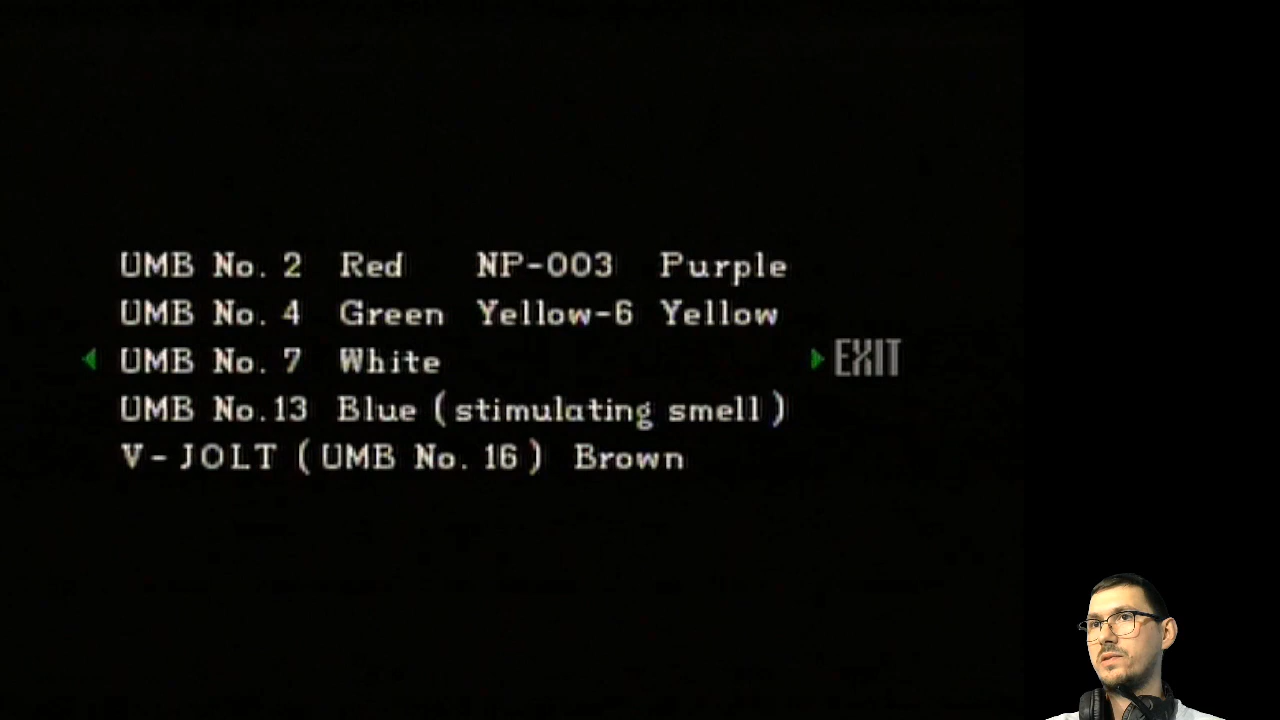 UMB No. 2 Red NP-003 Purple
UMB No. 4 Green Yellow-6 Yellow
UMB No. 7 White
EXIT
UMB No.13 Blue (stimulating smell)
V-JOLT (UMB No. 16) Brown